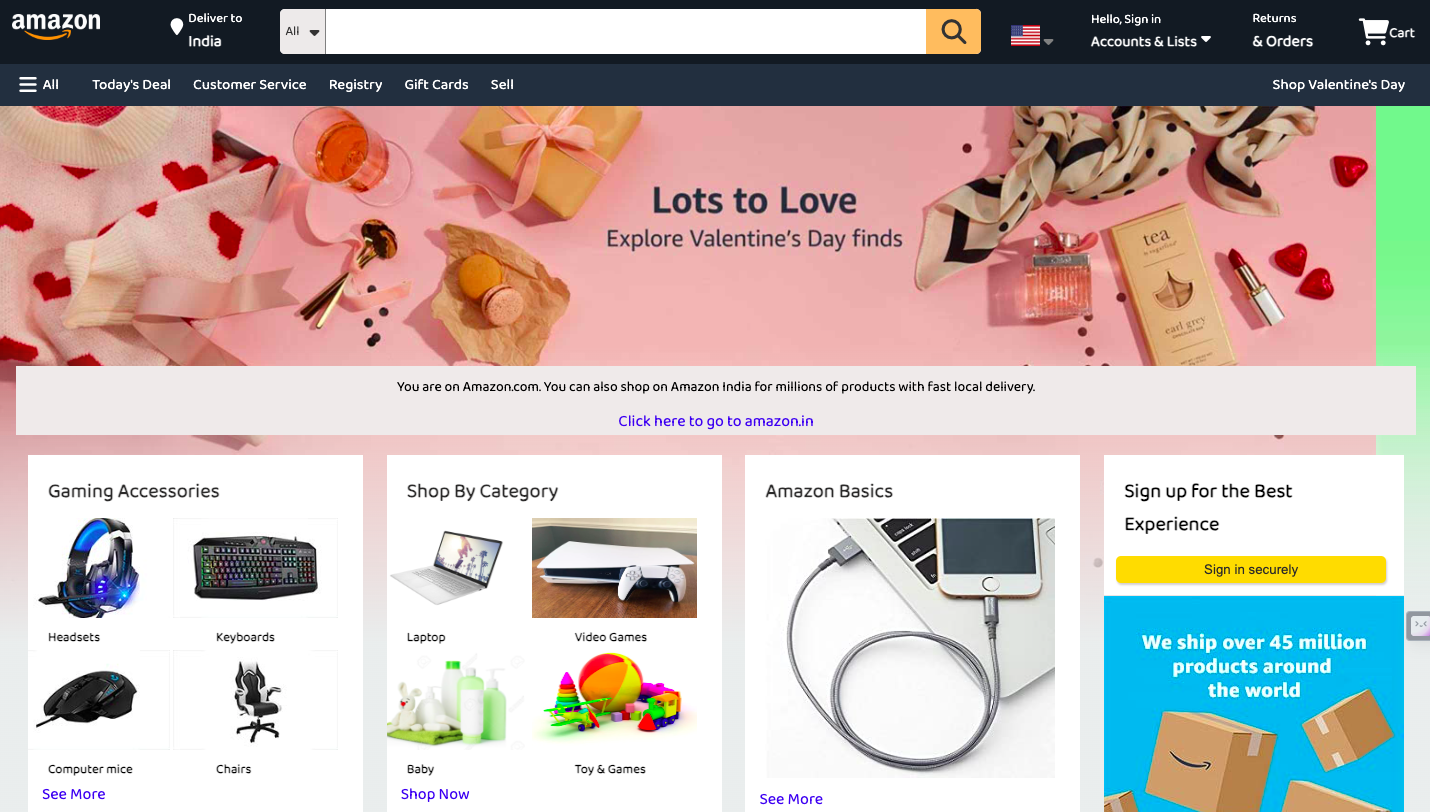 amazon
Deliver to
India
All
Hello, Sign in
Accounts & Lists
Returns
& Orders
Cart
All
Today's Deal
Customer Service
Registry
Gift Cards
Sell
Shop Valentine's Day
Lots to Love
Explore Valentine's Day finds
tea
earl grey
You are on Amazon.com. You can also shop on Amazon India for millions of products with fast local delivery.
Click here to go to amazon.in
Gaming Accessories
Headsets
Keyboards
Computer mice
Chairs
See More
Shop By Category
Laptop
Video Games
Baby
Toy & Games
Shop Now
Amazon Basics
caps lock
See More
Sign up for the Best
Experience
Sign in securely
We ship over 45 million
products around
the world